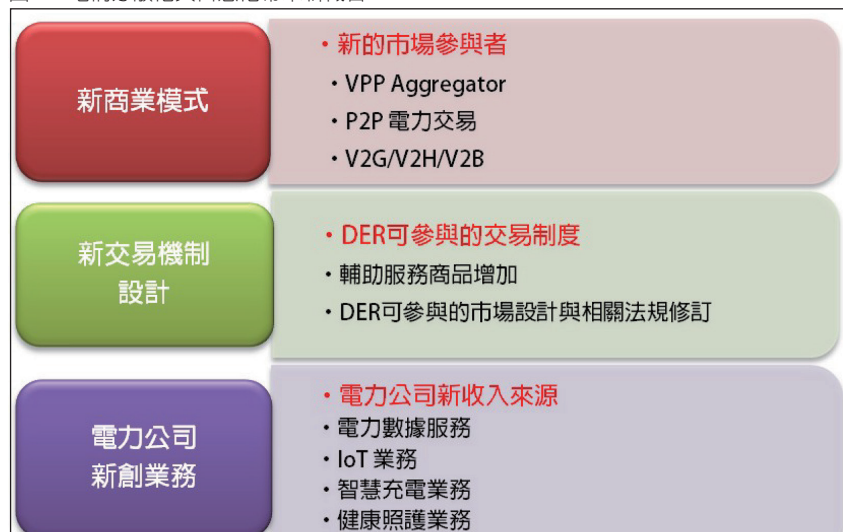 新商業模式
• 新的市場參與者
• VPP Aggregator
• P2P 電力交易
• V2G/V2H/V2B
新交易機制
設計
• DER可參與的交易制度
• 輔助服務商品增加
• DER可參與的市場設計與相關法規修訂
電力公司
新創業務
• 電力公司新收入來源
• 電力數據服務
• IoT 業務
• 智慧充電業務
• 健康照護業務